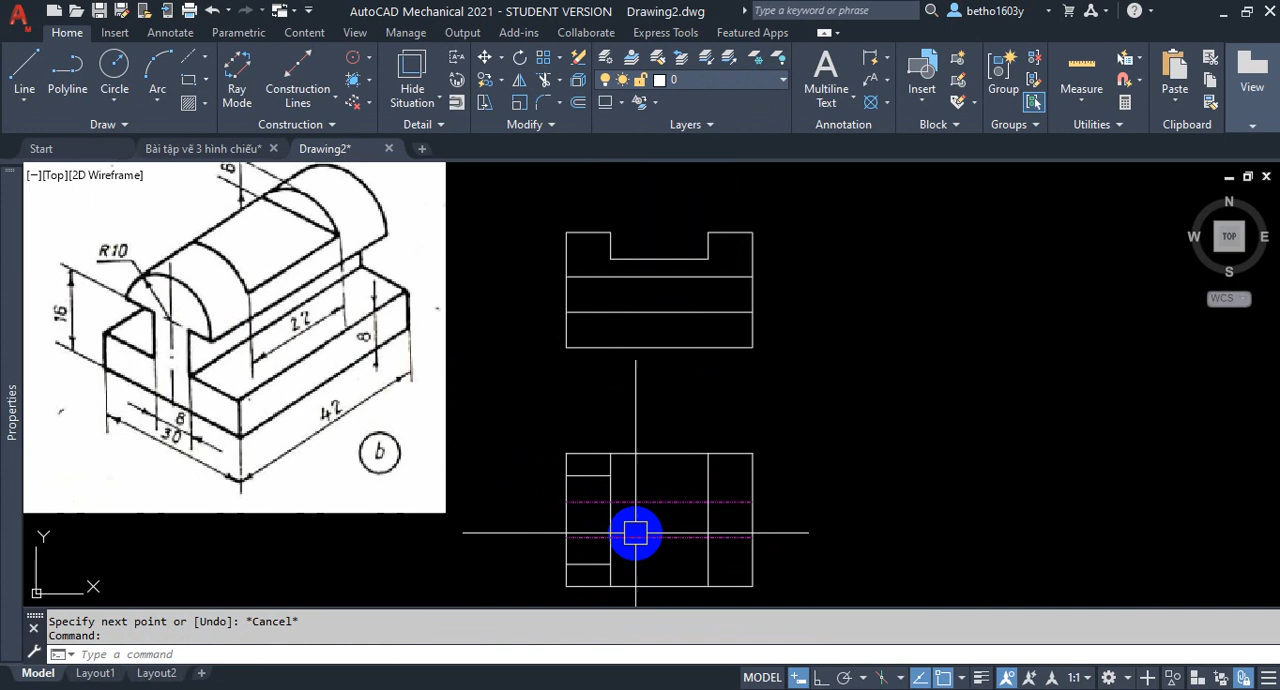 AutoCAD Mechanical 2021 - STUDENT VERSION Drawing2.dwg Type a keyword or phrase betho1603y
Home Insert Annotate Parametric Content View Manage Output Add-ins Collaborate Express Tools Featured Apps
0
Line Polyline Circle Arc Ray Mode Construction Lines Hide Situation Multiline Text Insert Group Measure Paste View
Draw Construction Detail Modify Layers Annotation Block Groups Utilities Clipboard
Start Bài tập vẽ 3 hình chiếu* Drawing2*
[−][Top][2D Wireframe]
R10
16
22
8
42
8
30
b
N
W TOP E
S
WCS
Properties
Y
X
Specify next point or [Undo]: *Cancel*
Command:
Type a command
Model Layout1 Layout2 MODEL 1:1